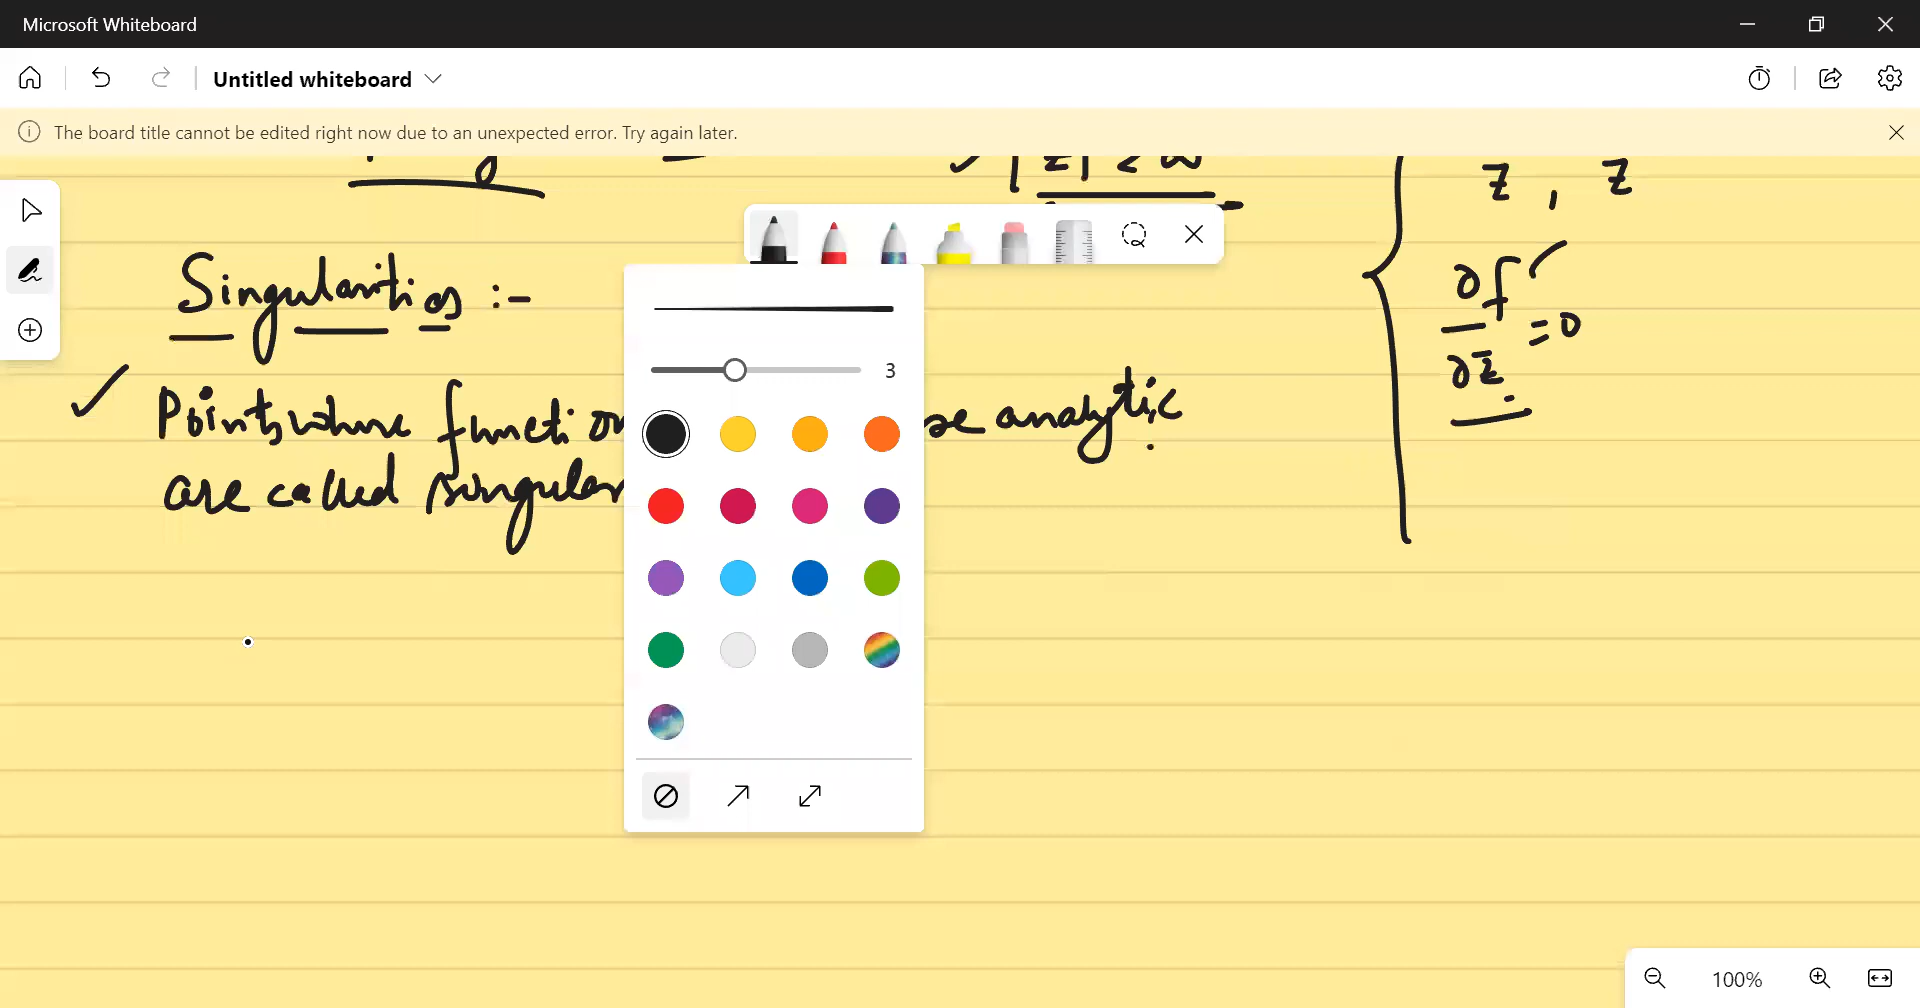 Microsoft Whiteboard
Untitled whiteboard
The board title cannot be edited right now due to an unexpected error. Try again later.
z , z̄
Singularities :-
∂f
∂z̄ = 0
Points where function be analytic
are called singular
3
100%